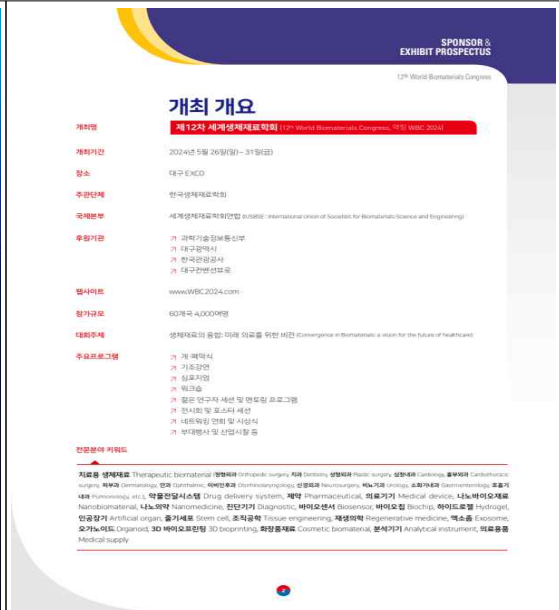 SPONSOR &
EXHIBIT PROSPECTUS
12th World Biomaterials Congress
개최 개요
개최명 제12차 세계생체재료학회 (12th World Biomaterials Congress, 약칭 WBC 2024)
개최기간 2024년 5월 26일(일) – 31일(금)
장소 대구 EXCO
주관단체 한국생체재료학회
국제본부 세계생체재료학회연합 (IUSBSE : International Union of Societies for Biomaterials Science and Engineering)
후원기관 과학기술정보통신부
대구광역시
한국관광공사
대구컨벤션뷰로
웹사이트 www.WBC2024.com
참가규모 60개국 4,000여명
대회주제 생체재료의 융합: 미래 의료를 위한 비전 (Convergence in Biomaterials: a vision for the future of healthcare)
주요프로그램 개·폐막식
기조강연
심포지엄
워크숍
젊은 연구자 세션 및 멘토링 프로그램
전시회 및 포스터 세션
네트워킹 연회 및 시상식
부대행사 및 산업시찰 등
전문분야 키워드
치료용 생체재료 Therapeutic biomaterial (정형외과 Orthopedic surgery, 치과 Dentistry, 성형외과 Plastic surgery, 심장내과 Cardiology, 흉부외과 Cardiothoracic
surgery, 피부과 Dermatology, 안과 Ophthalmic, 이비인후과 Otorhinolaryngology, 신경외과 Neurosurgery, 비뇨기과 Urology, 소화기내과 Gastroenterology, 호흡기
내과 Pulmonology, etc.), 약물전달시스템 Drug delivery system, 제약 Pharmaceutical, 의료기기 Medical device, 나노바이오재료
Nanobiomaterial, 나노의약 Nanomedicine, 진단기기 Diagnostic, 바이오센서 Biosensor, 바이오칩 Biochip, 하이드로젤 Hydrogel,
인공장기 Artificial organ, 줄기세포 Stem cell, 조직공학 Tissue engineering, 재생의학 Regenerative medicine, 엑소좀 Exosome,
오가노이드 Organoid, 3D 바이오프린팅 3D bioprinting, 화장품재료 Cosmetic biomaterial, 분석기기 Analytical instrument, 의료용품
Medical supply
2